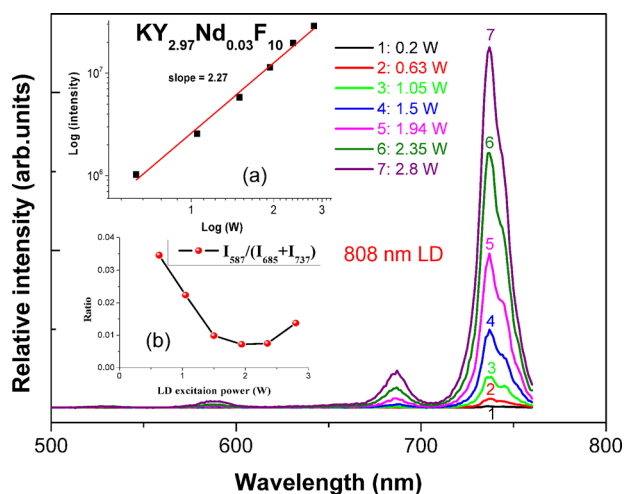 KY2.97Nd0.03F10
slope = 2.27
10^7
10^6
Log (intensity)
(a)
1
2
3
Log (W)
1: 0.2 W
2: 0.63 W
3: 1.05 W
4: 1.5 W
5: 1.94 W
6: 2.35 W
7: 2.8 W
7
6
5
4
3
2
1
808 nm LD
0.04
0.03
0.02
0.01
0.00
Ratio
I587/(I685+I737)
(b)
0
1
2
3
LD excitaion power (W)
Relative intensity (arb.units)
500
600
700
800
Wavelength (nm)